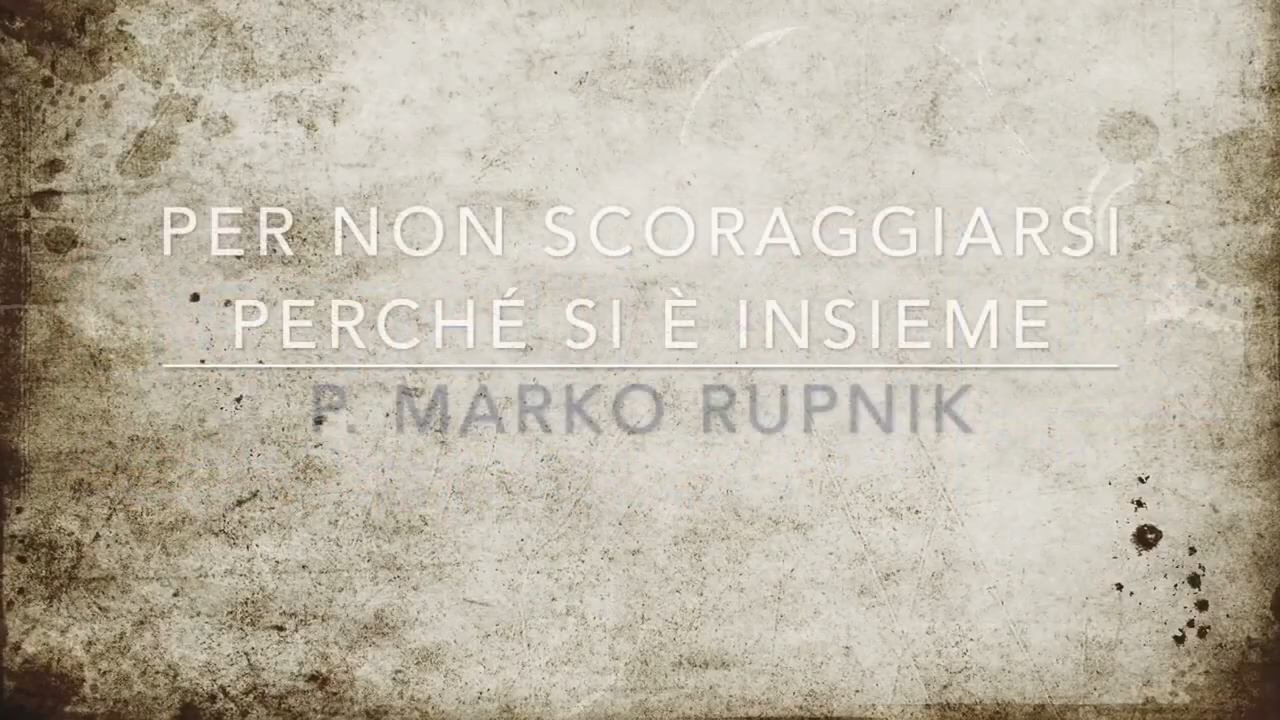 PER NON SCORAGGIARSI
PERCHÉ SI È INSIEME
P. MARKO RUPNIK